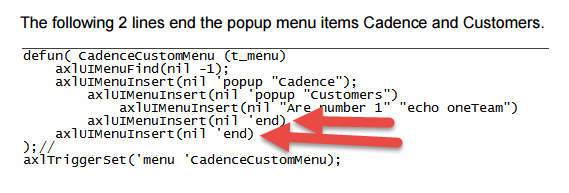 The following 2 lines end the popup menu items Cadence and Customers.
defun( CadenceCustomMenu (t_menu)
axlUIMenuFind(nil -1);
axlUIMenuInsert(nil 'popup "Cadence");
axlUIMenuInsert(nil 'popup "Customers")
axlUIMenuInsert(nil "Are number 1" "echo oneTeam")
axlUIMenuInsert(nil 'end)
axlUIMenuInsert(nil 'end)
);//
axlTriggerSet('menu 'CadenceCustomMenu);